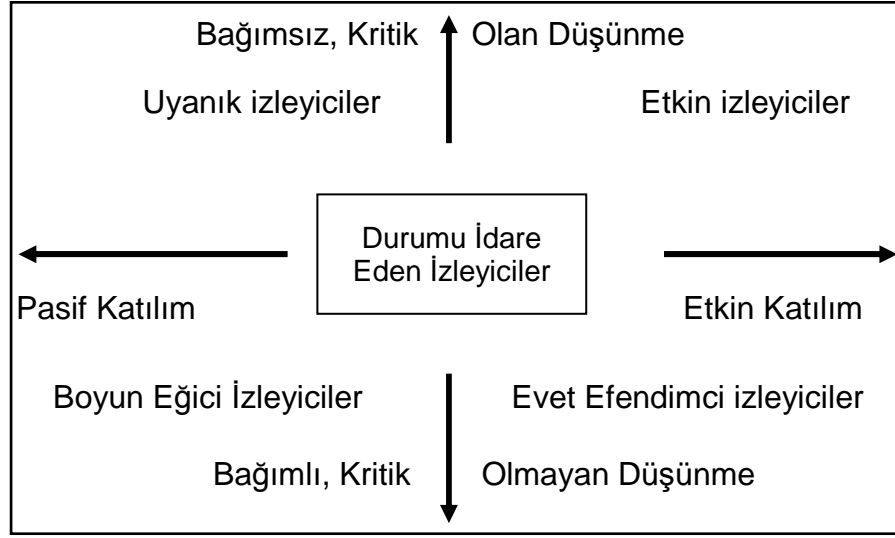 Bağımsız, Kritik Olan Düşünme
Uyanık izleyiciler Etkin izleyiciler
Durumu İdare
Eden İzleyiciler
Pasif Katılım Etkin Katılım
Boyun Eğici İzleyiciler Evet Efendimci izleyiciler
Bağımlı, Kritik Olmayan Düşünme